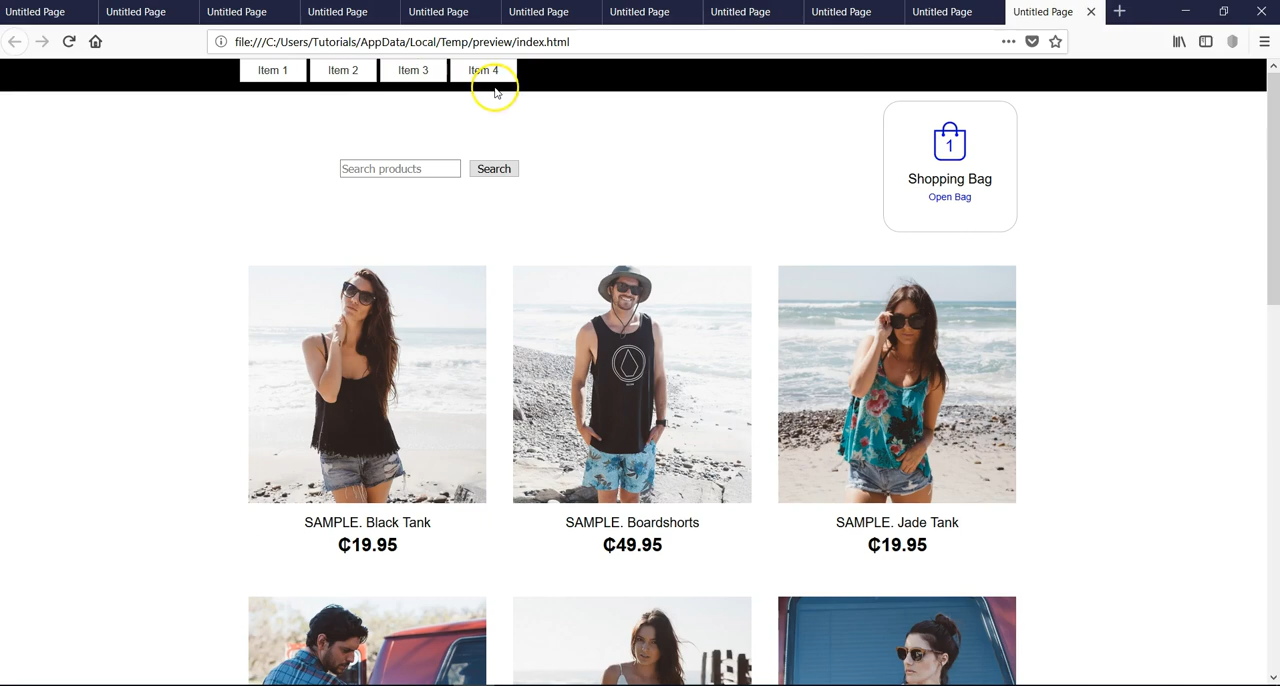 Untitled Page Untitled Page Untitled Page Untitled Page Untitled Page Untitled Page Untitled Page Untitled Page Untitled Page Untitled Page Untitled Page
file:///C:/Users/Tutorials/AppData/Local/Temp/preview/index.html
Item 1 Item 2 Item 3 Item 4
1
Search products Search
Shopping Bag
Open Bag
SAMPLE. Black Tank SAMPLE. Boardshorts SAMPLE. Jade Tank
₵19.95 ₵49.95 ₵19.95